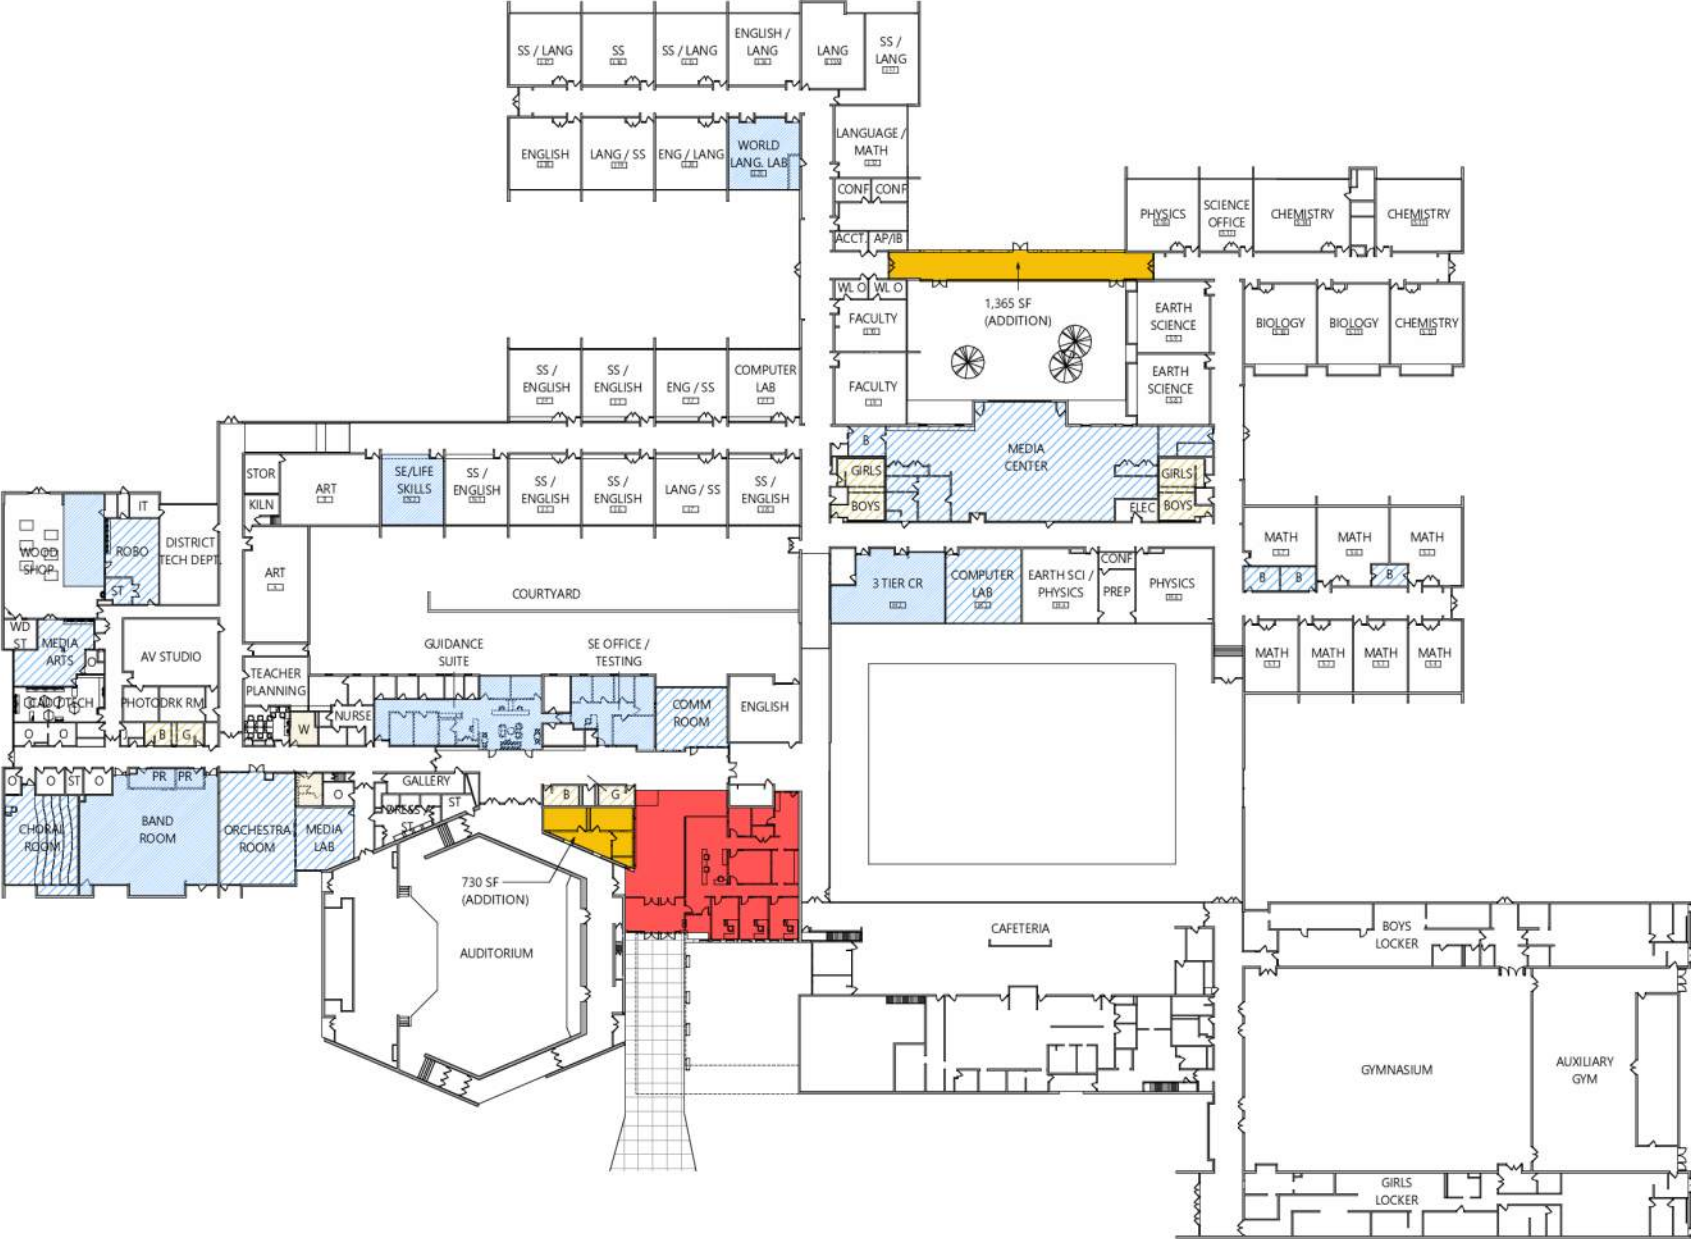 SS / LANG
SS
SS / LANG
ENGLISH /
LANG
LANG
SS /
LANG
ENGLISH
LANG / SS
ENG / LANG
WORLD
LANG. LAB
LANGUAGE /
MATH
CONF
CONF
ACCT.
AP/IB
PHYSICS
SCIENCE
OFFICE
CHEMISTRY
CHEMISTRY
WL O
WL O
FACULTY
1,365 SF
(ADDITION)
EARTH
SCIENCE
BIOLOGY
BIOLOGY
CHEMISTRY
SS /
ENGLISH
SS /
ENGLISH
ENG / SS
COMPUTER
LAB
FACULTY
EARTH
SCIENCE
B
MEDIA
CENTER
GIRLS
BOYS
GIRLS
BOYS
ELEC
STOR
KILN
ART
SE/LIFE
SKILLS
SS /
ENGLISH
SS /
ENGLISH
SS /
ENGLISH
LANG / SS
SS /
ENGLISH
IT
WOOD
SHOP
ROBO
ST
DISTRICT
TECH DEPT.
ART
COURTYARD
3 TIER CR
COMPUTER
LAB
EARTH SCI /
PHYSICS
CONF
PREP
PHYSICS
MATH
MATH
MATH
B
B
B
MATH
MATH
MATH
MATH
WD
ST
MEDIA
ARTS
O
AV STUDIO
TEACHER
PLANNING
GUIDANCE
SUITE
SE OFFICE /
TESTING
CADD
TECH
PHOTO
DRK RM
O
O
B
G
W
NURSE
COMM
ROOM
ENGLISH
O
O
ST
O
PR
PR
O
GALLERY
DRESS /
ST
ST
B
G
CHORAL
ROOM
BAND
ROOM
ORCHESTRA
ROOM
MEDIA
LAB
730 SF
(ADDITION)
AUDITORIUM
CAFETERIA
BOYS
LOCKER
GYMNASIUM
AUXILIARY
GYM
GIRLS
LOCKER